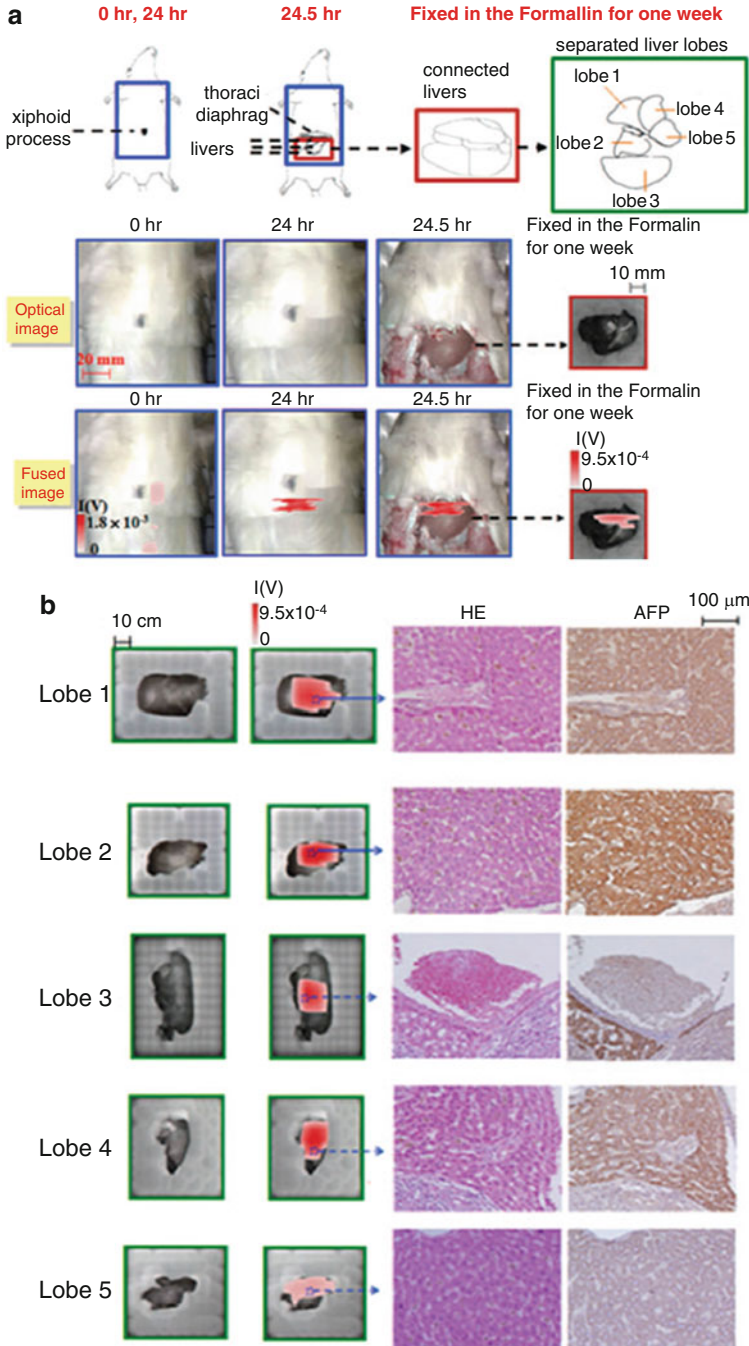 a
0 hr, 24 hr
24.5 hr
Fixed in the Formallin for one week
xiphoid
process
thoraci
diaphrag
livers
connected
livers
separated liver lobes
lobe 1
lobe 4
lobe 2
lobe 5
lobe 3
0 hr
24 hr
24.5 hr
Fixed in the Formalin
for one week
10 mm
Optical
image
20 mm
0 hr
24 hr
24.5 hr
Fixed in the Formalin
for one week
I(V)
9.5x10⁻⁴
0
Fused
image
I(V)
1.8 × 10⁻³
0
b
10 cm
I(V)
9.5x10⁻⁴
0
HE
AFP
100 µm
Lobe 1
Lobe 2
Lobe 3
Lobe 4
Lobe 5